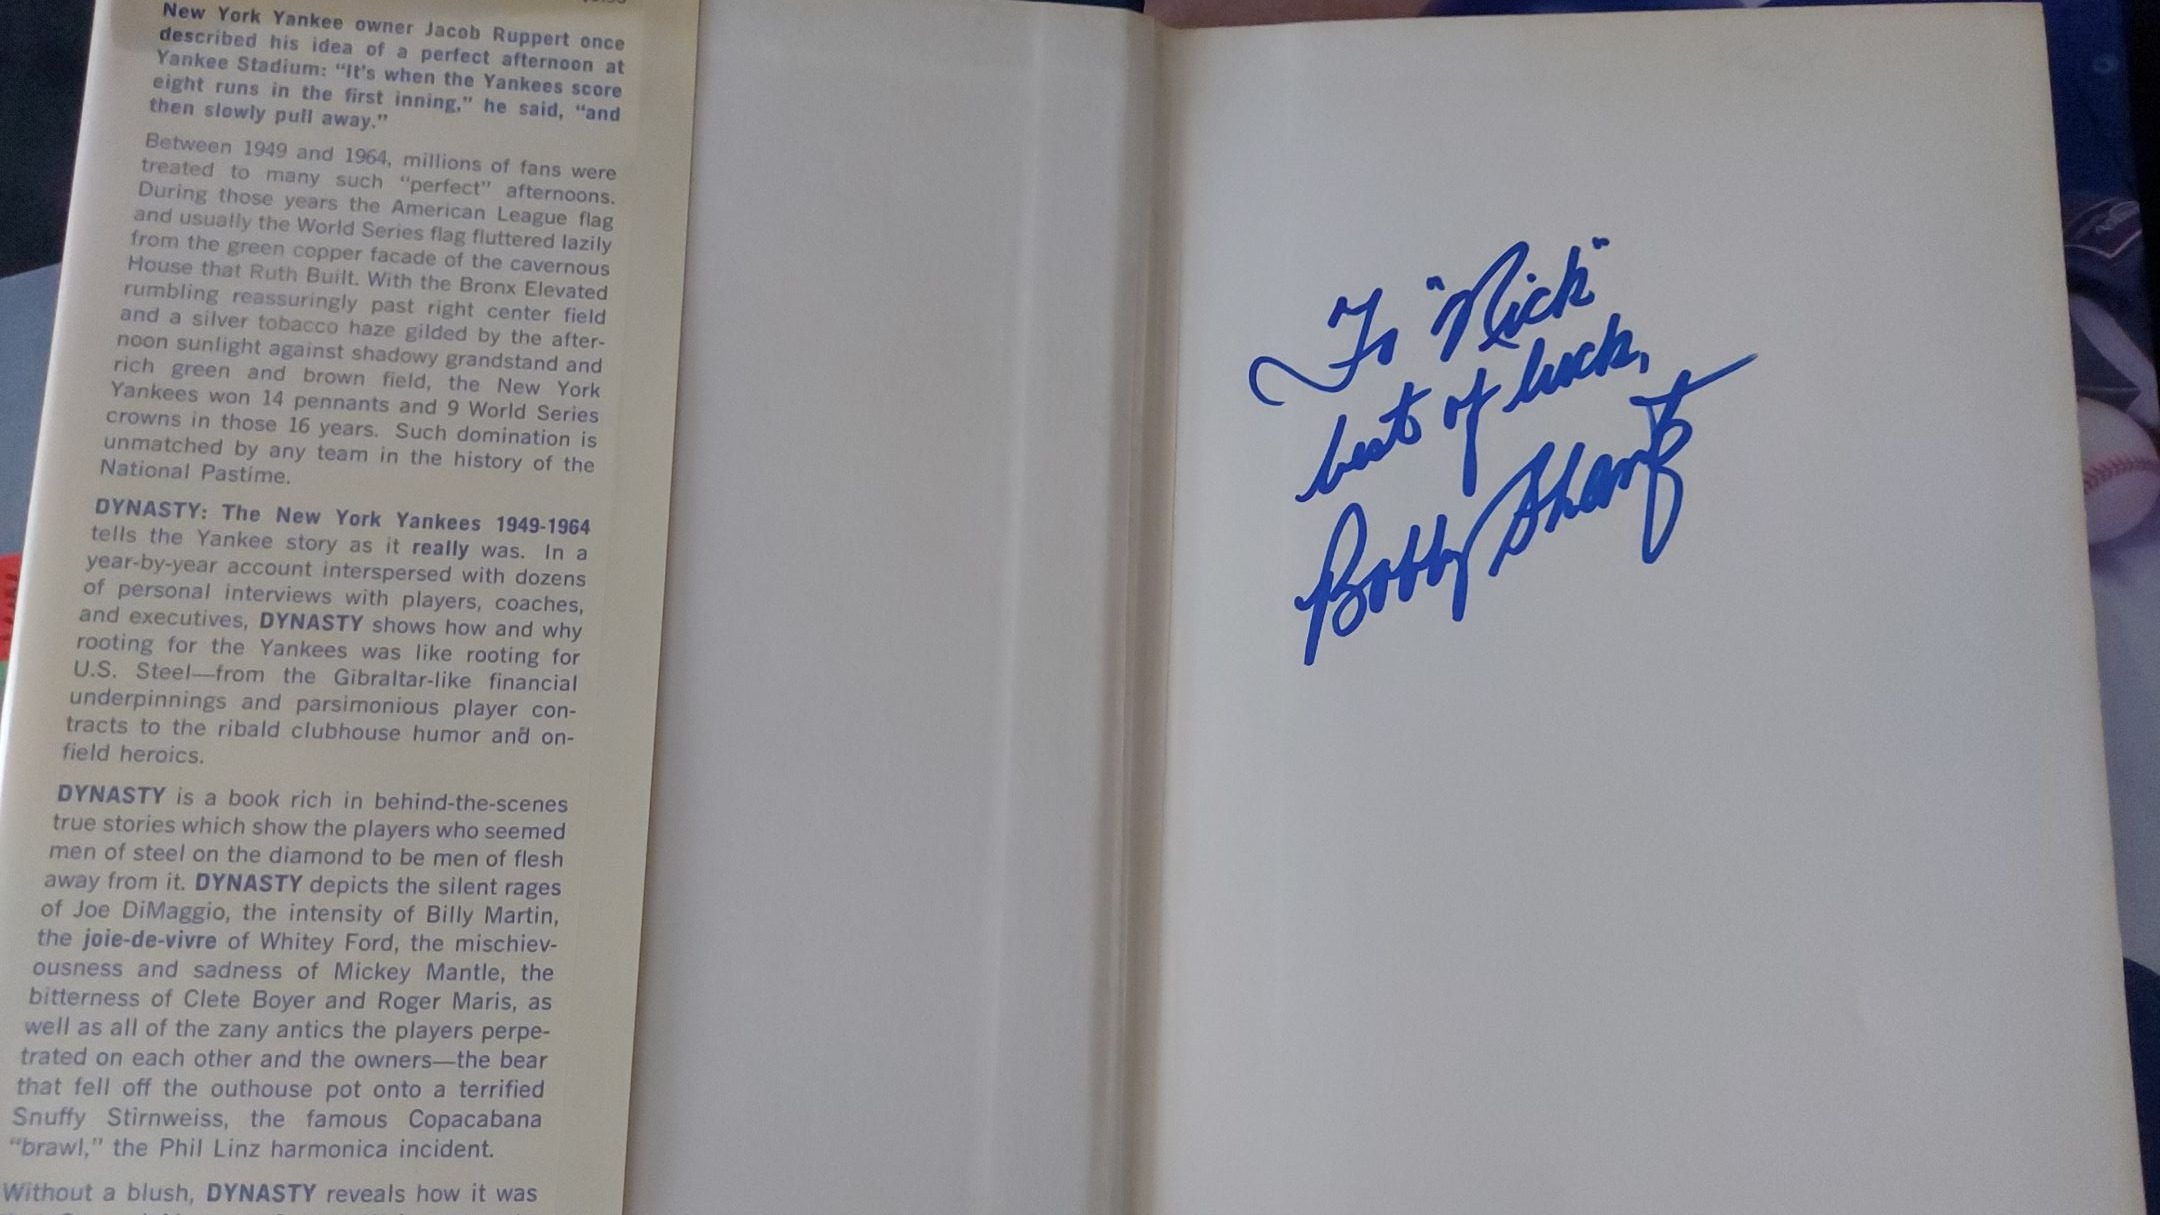 New York Yankee owner Jacob Ruppert once
described his idea of a perfect afternoon at
Yankee Stadium: “It’s when the Yankees score
eight runs in the first inning,” he said, “and
then slowly pull away.”
Between 1949 and 1964, millions of fans were
treated to many such “perfect” afternoons.
During those years the American League flag
and usually the World Series flag fluttered lazily
from the green copper facade of the cavernous
House that Ruth Built. With the Bronx Elevated
rumbling reassuringly past right center field
and a silver tobacco haze gilded by the after-
noon sunlight against shadowy grandstand and
rich green and brown field, the New York
Yankees won 14 pennants and 9 World Series
crowns in those 16 years. Such domination is
unmatched by any team in the history of the
National Pastime.
DYNASTY: The New York Yankees 1949-1964
tells the Yankee story as it really was. In a
year-by-year account interspersed with dozens
of personal interviews with players, coaches,
and executives, DYNASTY shows how and why
rooting for the Yankees was like rooting for
U.S. Steel—from the Gibraltar-like financial
underpinnings and parsimonious player con-
tracts to the ribald clubhouse humor and on-
field heroics.
DYNASTY is a book rich in behind-the-scenes
true stories which show the players who seemed
men of steel on the diamond to be men of flesh
away from it. DYNASTY depicts the silent rages
of Joe DiMaggio, the intensity of Billy Martin,
the joie-de-vivre of Whitey Ford, the mischiev-
ousness and sadness of Mickey Mantle, the
bitterness of Clete Boyer and Roger Maris, as
well as all of the zany antics the players perpe-
trated on each other and the owners—the bear
that fell off the outhouse pot onto a terrified
Snuffy Stirnweiss, the famous Copacabana
“brawl,” the Phil Linz harmonica incident.
Without a blush, DYNASTY reveals how it was
To "Nick"
best of luck,
Bobby Shantz